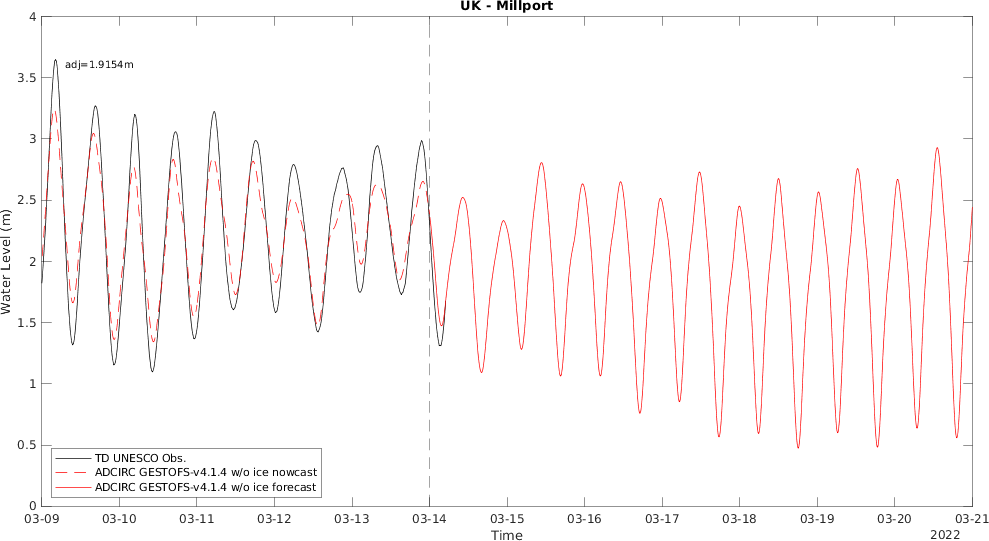 UK - Millport
4
3.5
3
2.5
2
1.5
1
0.5
0
Water Level (m)
adj=1.9154m
TD UNESCO Obs.
ADCIRC GESTOFS-v4.1.4 w/o ice nowcast
ADCIRC GESTOFS-v4.1.4 w/o ice forecast
03-09 03-10 03-11 03-12 03-13 03-14 03-15 03-16 03-17 03-18 03-19 03-20 03-21
Time
2022